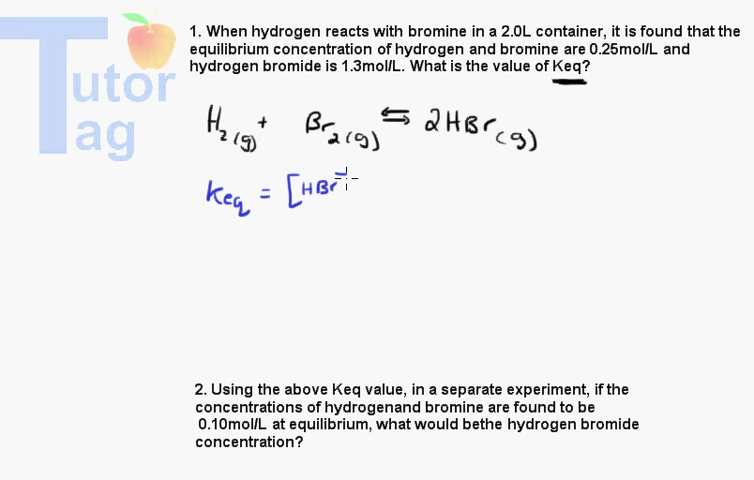 Tutor
Tag
1. When hydrogen reacts with bromine in a 2.0L container, it is found that the
equilibrium concentration of hydrogen and bromine are 0.25mol/L and
hydrogen bromide is 1.3mol/L. What is the value of Keq?
H₂(g) + Br₂(g) ⇌ 2HBr(g)
Keq = [HBr
2. Using the above Keq value, in a separate experiment, if the
concentrations of hydrogenand bromine are found to be
0.10mol/L at equilibrium, what would bethe hydrogen bromide
concentration?